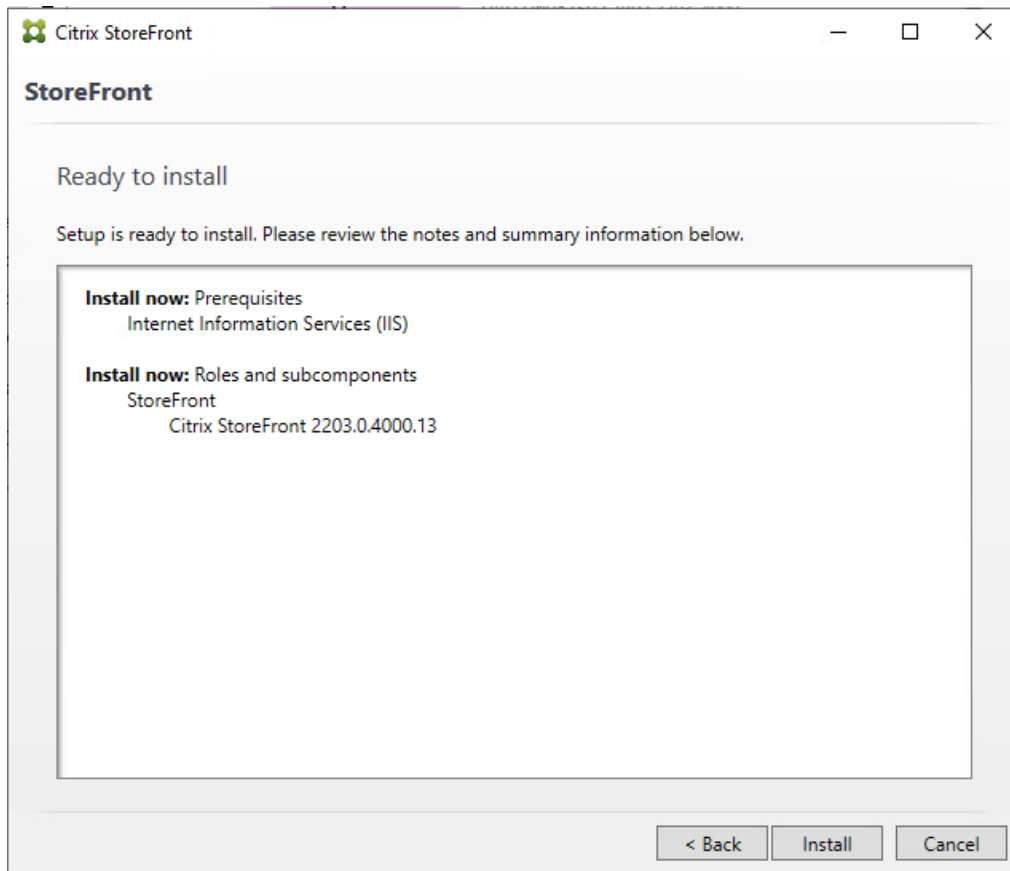 Citrix StoreFront
StoreFront
Ready to install
Setup is ready to install. Please review the notes and summary information below.
Install now: Prerequisites
Internet Information Services (IIS)
Install now: Roles and subcomponents
StoreFront
Citrix StoreFront 2203.0.4000.13
< Back Install Cancel